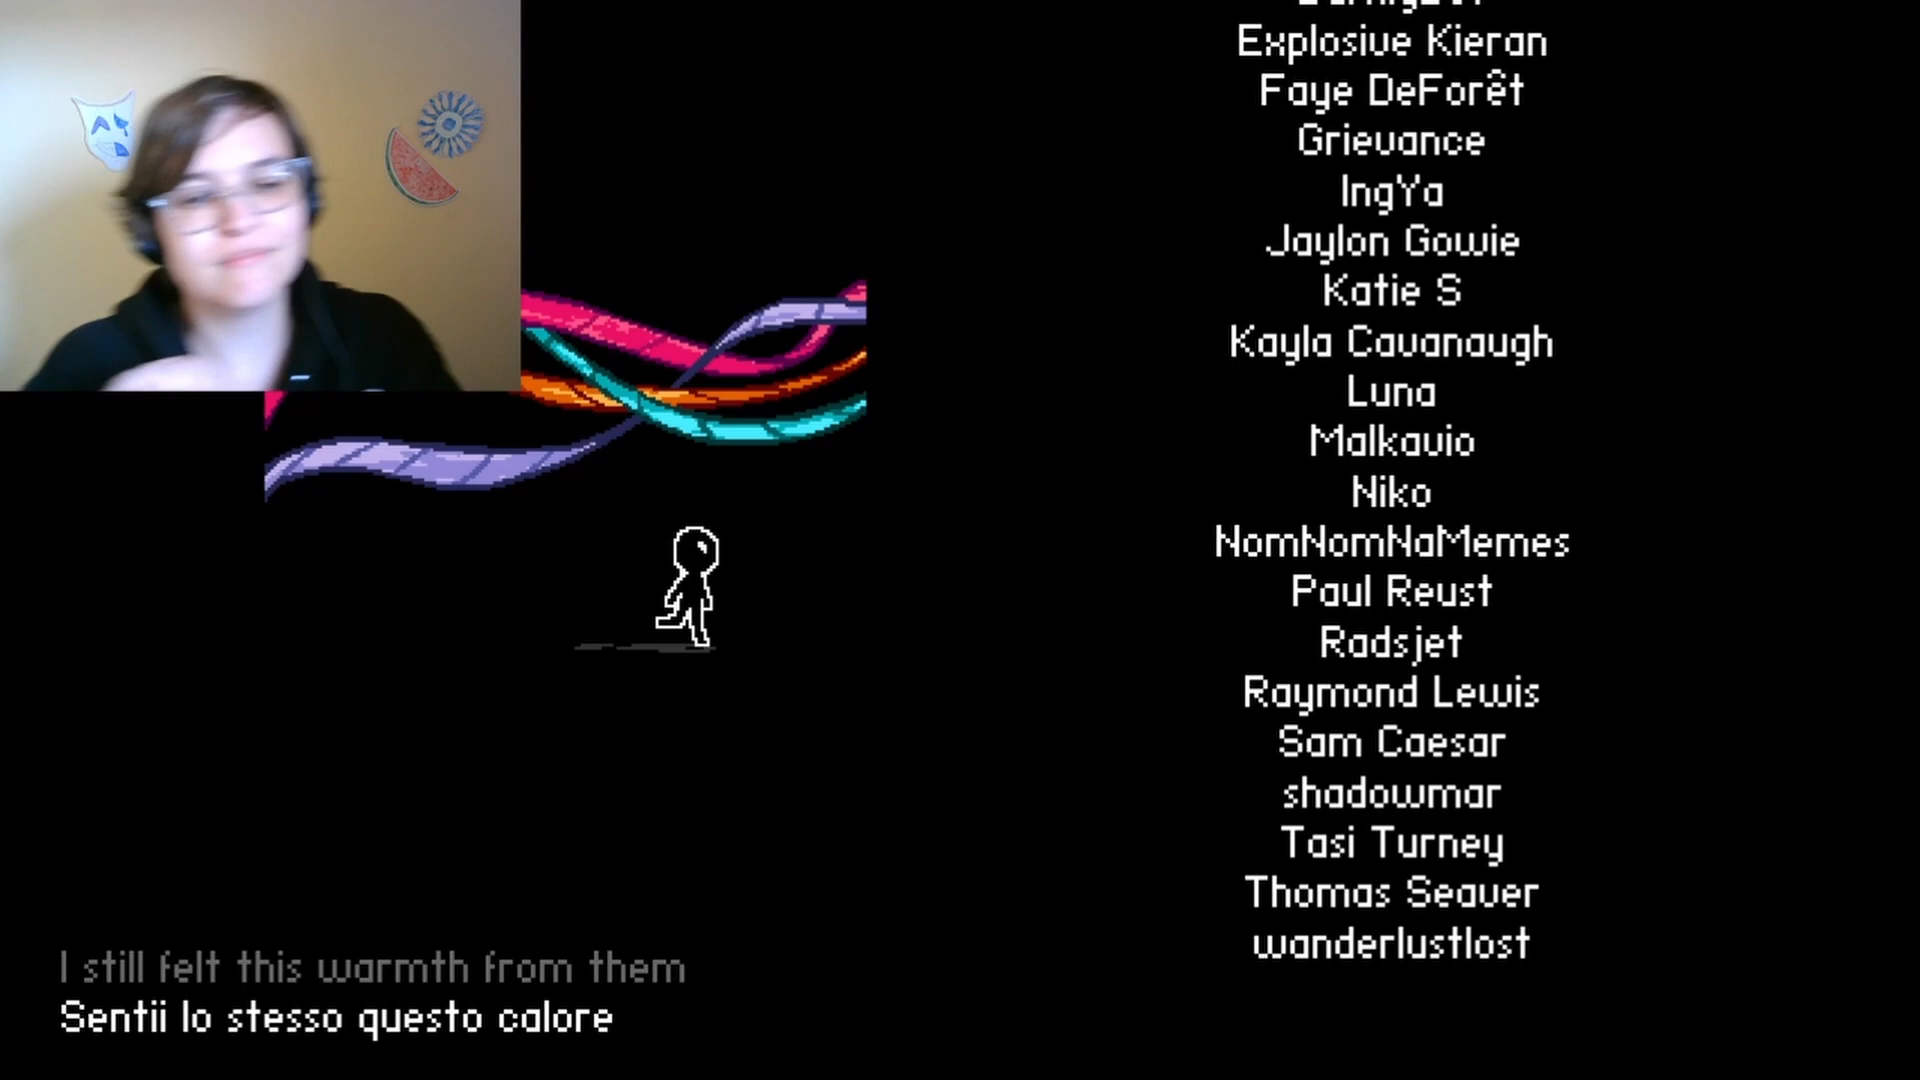 Explosive Kieran
Faye DeForêt
Grievance
IngYa
Jaylon Gowie
Katie S
Kayla Cavanaugh
Luna
Malkavio
Niko
NomNomNaMemes
Paul Reust
Radsjet
Raymond Lewis
Sam Caesar
shadowmar
Tasi Turney
Thomas Seaver
wanderlustlost
I still felt this warmth from them
Sentii lo stesso questo calore